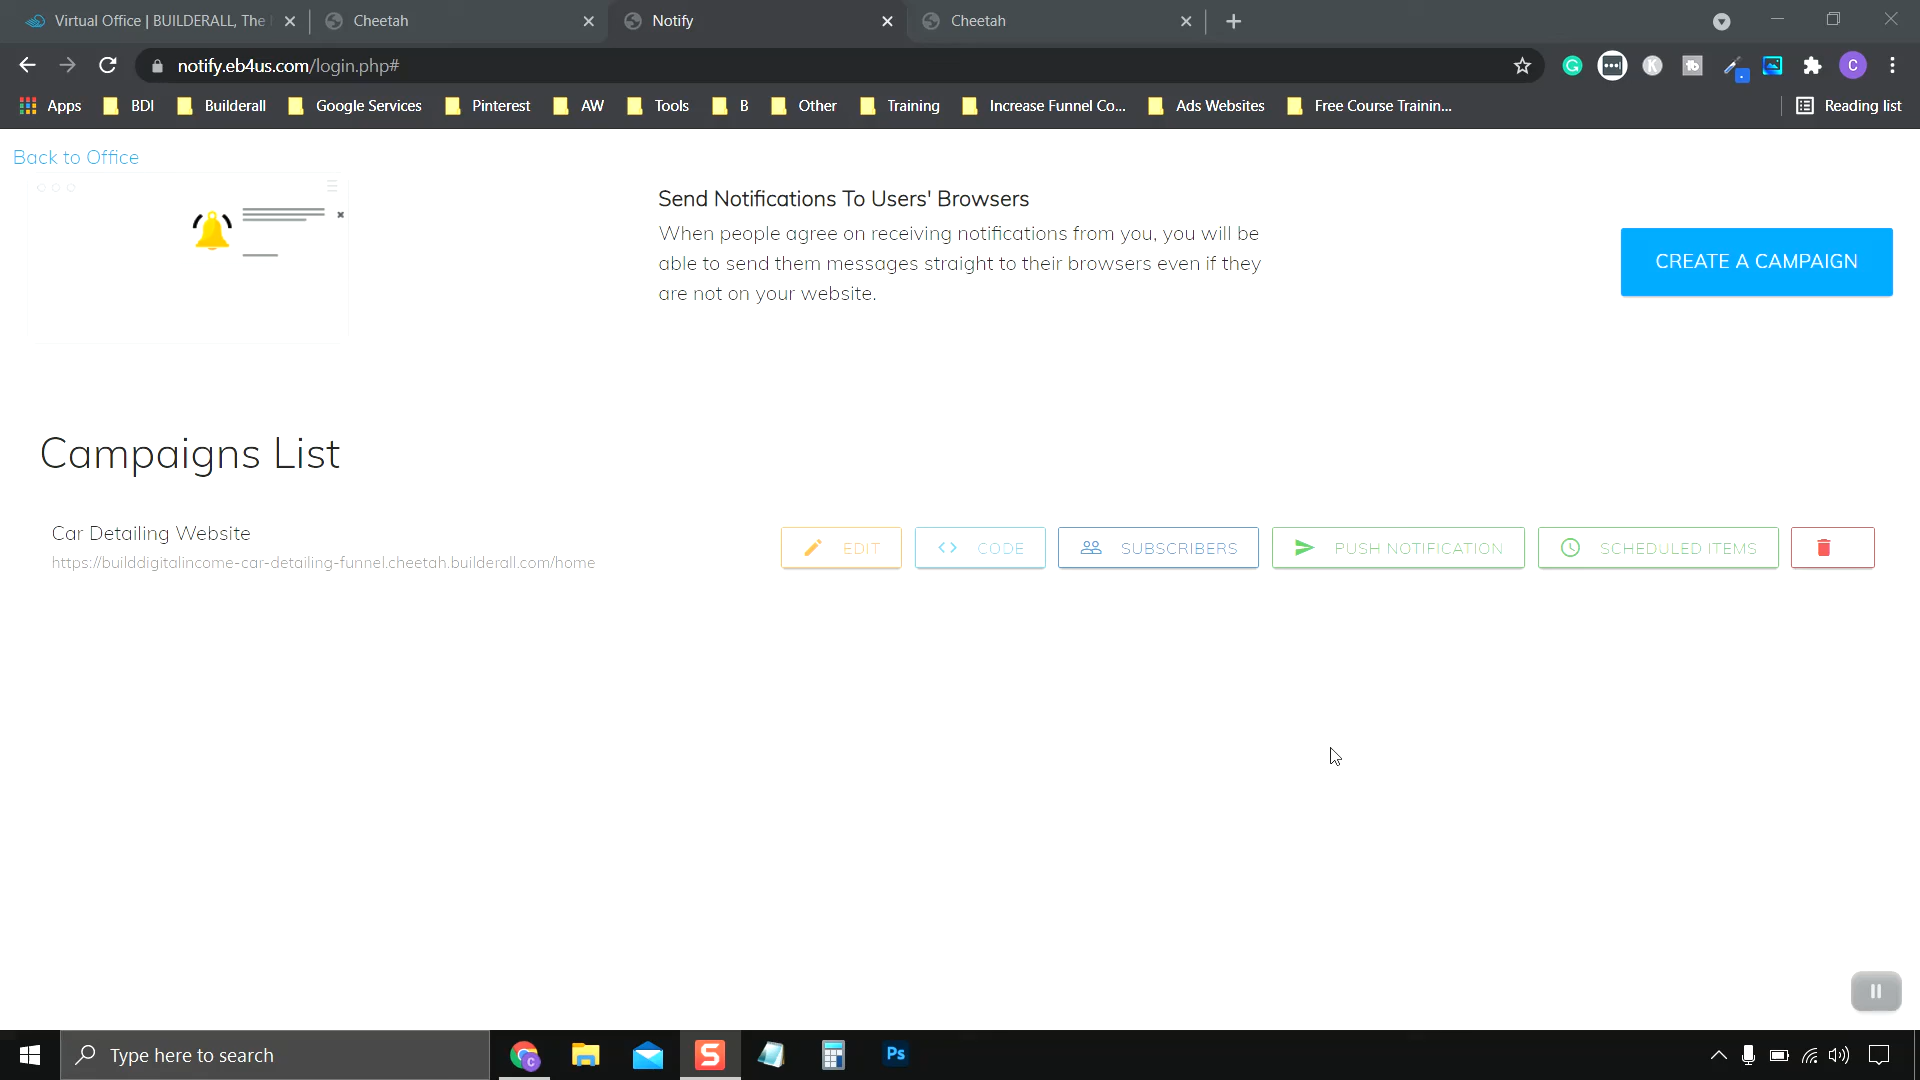 Virtual Office | BUILDERALL, The
Cheetah
Notify
Cheetah
notify.eb4us.com/login.php#
Apps
BDI
Builderall
Google Services
Pinterest
AW
Tools
B
Other
Training
Increase Funnel Co...
Ads Websites
Free Course Trainin...
Reading list
Back to Office
Send Notifications To Users' Browsers
When people agree on receiving notifications from you, you will be
able to send them messages straight to their browsers even if they
are not on your website.
CREATE A CAMPAIGN
Campaigns List
Car Detailing Website
https://builddigitalincome-car-detailing-funnel.cheetah.builderall.com/home
EDIT
CODE
SUBSCRIBERS
PUSH NOTIFICATION
SCHEDULED ITEMS
Type here to search